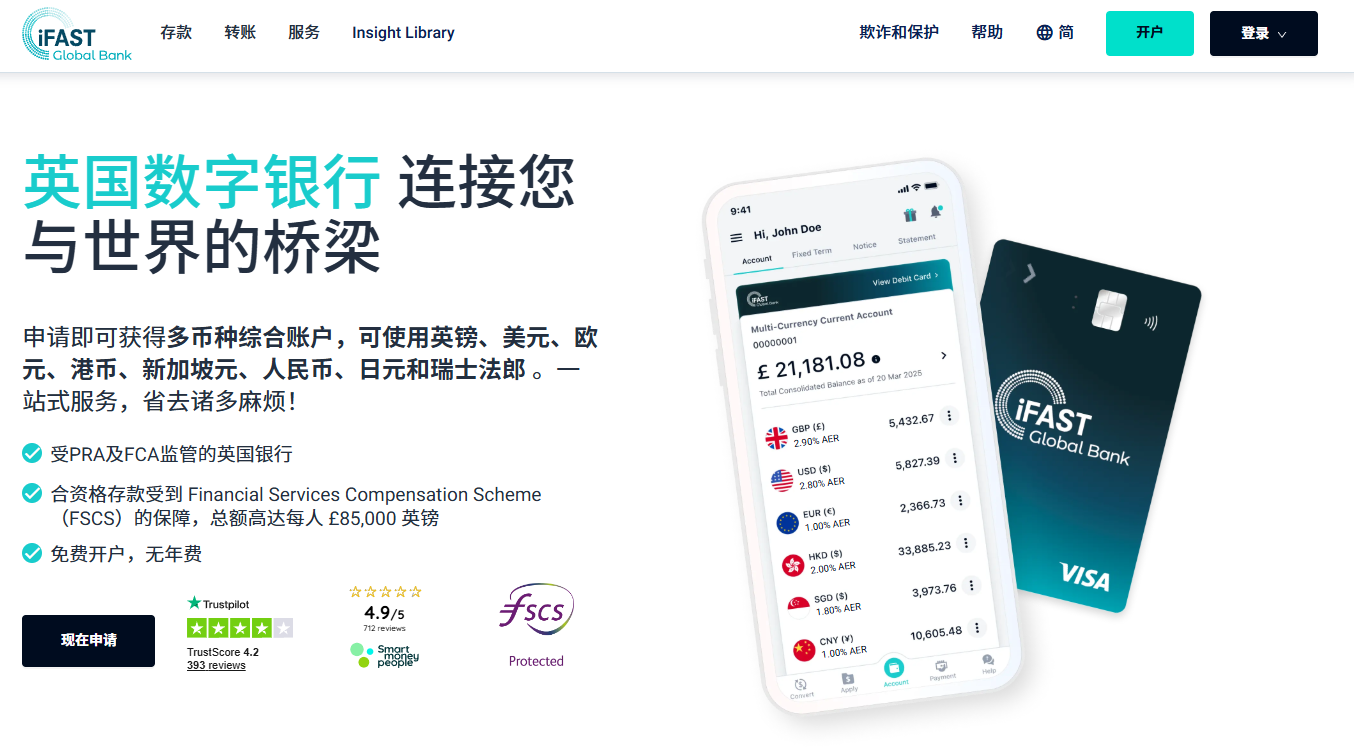 iFAST
Global Bank
存款 转账 服务 Insight Library 欺诈和保护 帮助 简 开户 登录
英国数字银行 连接您
与世界的桥梁
申请即可获得多币种综合账户，可使用英镑、美元、欧
元、港币、新加坡元、人民币、日元和瑞士法郎 。一
站式服务，省去诸多麻烦！
受PRA及FCA监管的英国银行
合资格存款受到 Financial Services Compensation Scheme
（FSCS）的保障，总额高达每人 £85,000 英镑
免费开户，无年费
现在申请
Trustpilot
TrustScore 4.2
393 reviews
4.9/5
712 reviews
Smart
money
people
fscs
Protected
9:41
Hi, John Doe
Account Fixed Term Notice Statement
iFAST
Global Bank
View Debit Card
Multi-Currency Current Account
00000001
£ 21,181.08
Total Consolidated Balance as of 20 Mar 2025
GBP (£)
2.90% AER
5,432.67
USD ($)
2.80% AER
5,827.39
EUR (€)
1.00% AER
2,366.73
HKD ($)
2.00% AER
33,885.23
SGD ($)
1.80% AER
3,973.76
CNY (¥)
1.00% AER
10,605.48
Convert Apply Account Payment Help
iFAST
Global Bank
VISA